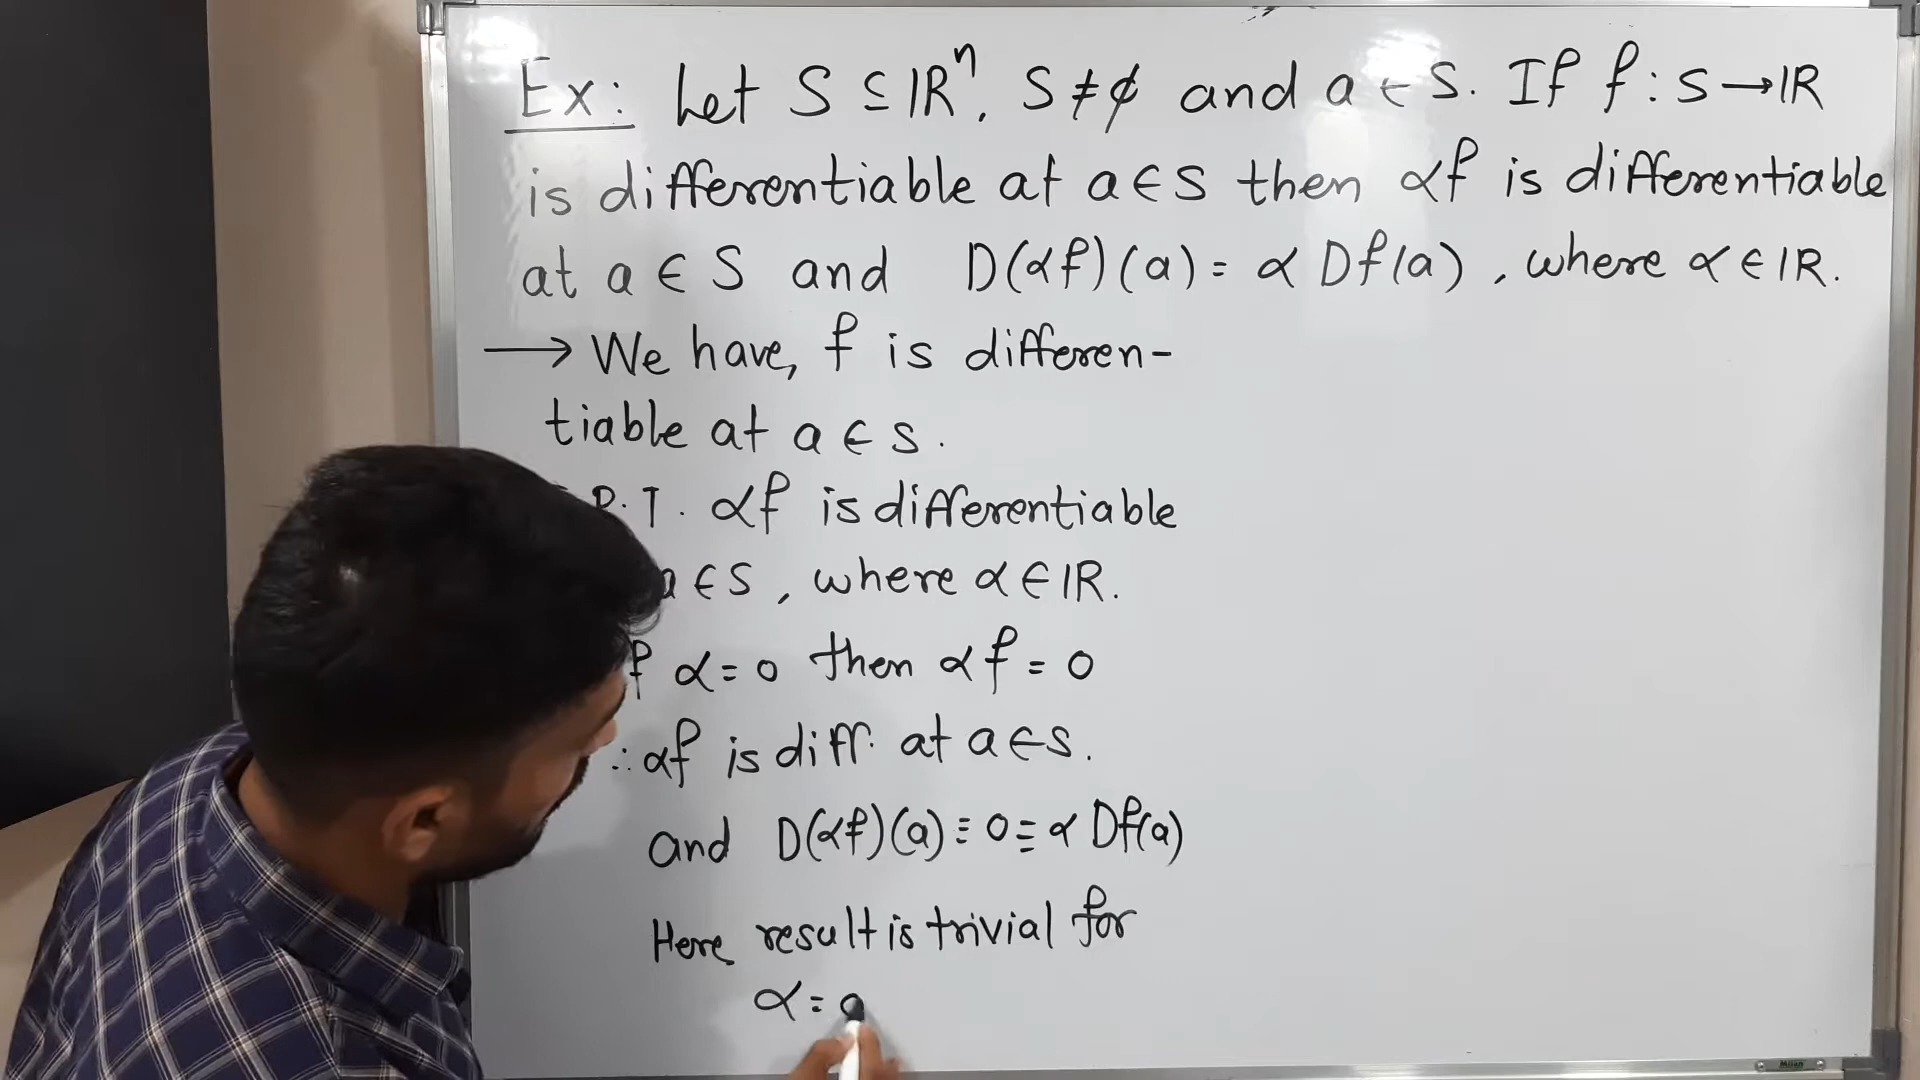 Ex: Let S ⊆ ℝⁿ, S ≠ ϕ and a ∈ S. If f : S → ℝ
is differentiable at a ∈ S then αf is differentiable
at a ∈ S and D(αf)(a) = α Df(a), where α ∈ ℝ.
→ We have, f is differen-
tiable at a ∈ S.
P.T. αf is differentiable
a ∈ S, where α ∈ ℝ.
f α = 0 then αf = 0
∴ αf is diff. at a ∈ S.
and D(αf)(a) ≡ 0 ≡ α Df(a)
Here result is trivial for
α = 0
Milan